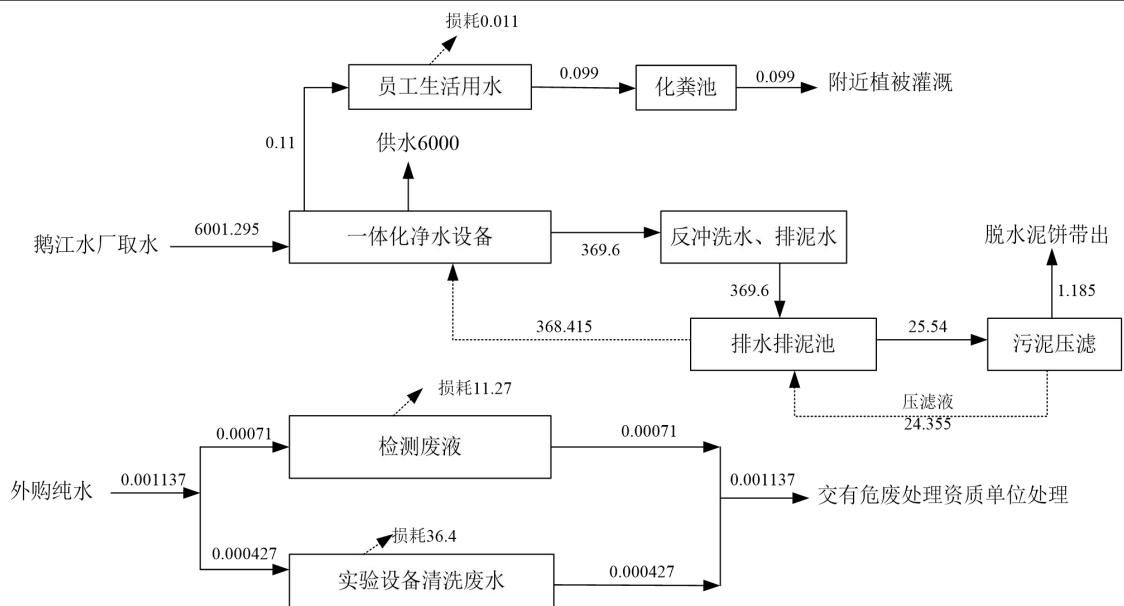 损耗0.011
员工生活用水
0.099
化粪池
0.099
附近植被灌溉
0.11
供水6000
鹅江水厂取水
6001.295
一体化净水设备
369.6
反冲洗水、排泥水
脱水泥饼带出
369.6
1.185
368.415
排水排泥池
25.54
污泥压滤
压滤液
24.355
损耗11.27
0.00071
检测废液
0.00071
外购纯水
0.001137
0.001137
交有危废处理资质单位处理
损耗36.4
0.000427
实验设备清洗废水
0.000427